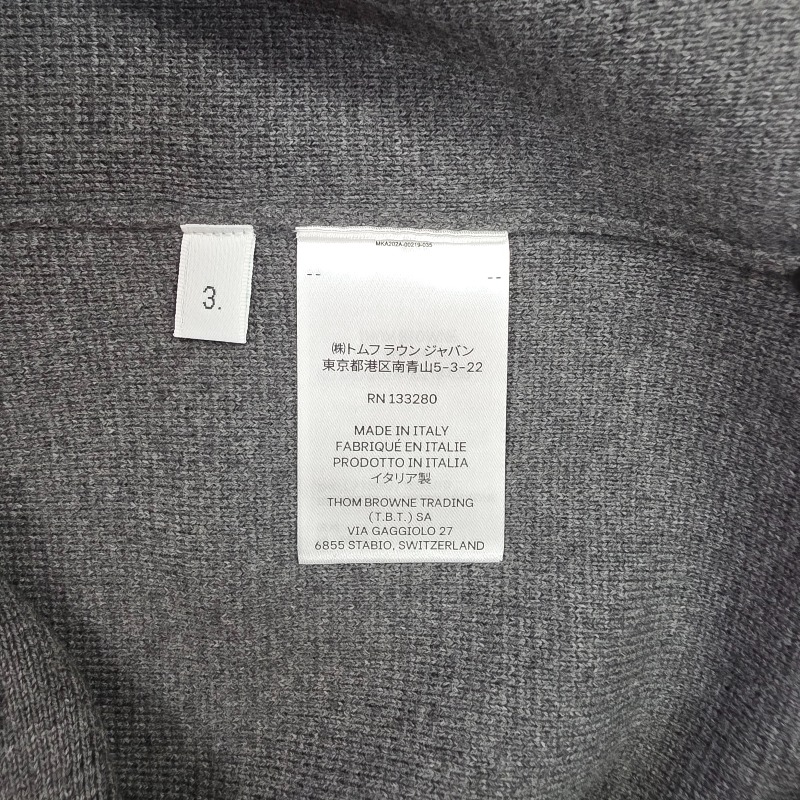 3.
MKA202A-00219-035
(株)トムフ ラウン ジャパン
東京都港区南青山5-3-22
RN 133280
MADE IN ITALY
FABRIQUÉ EN ITALIE
PRODOTTO IN ITALIA
イタリア製
THOM BROWNE TRADING
(T.B.T.) SA
VIA GAGGIOLO 27
6855 STABIO, SWITZERLAND